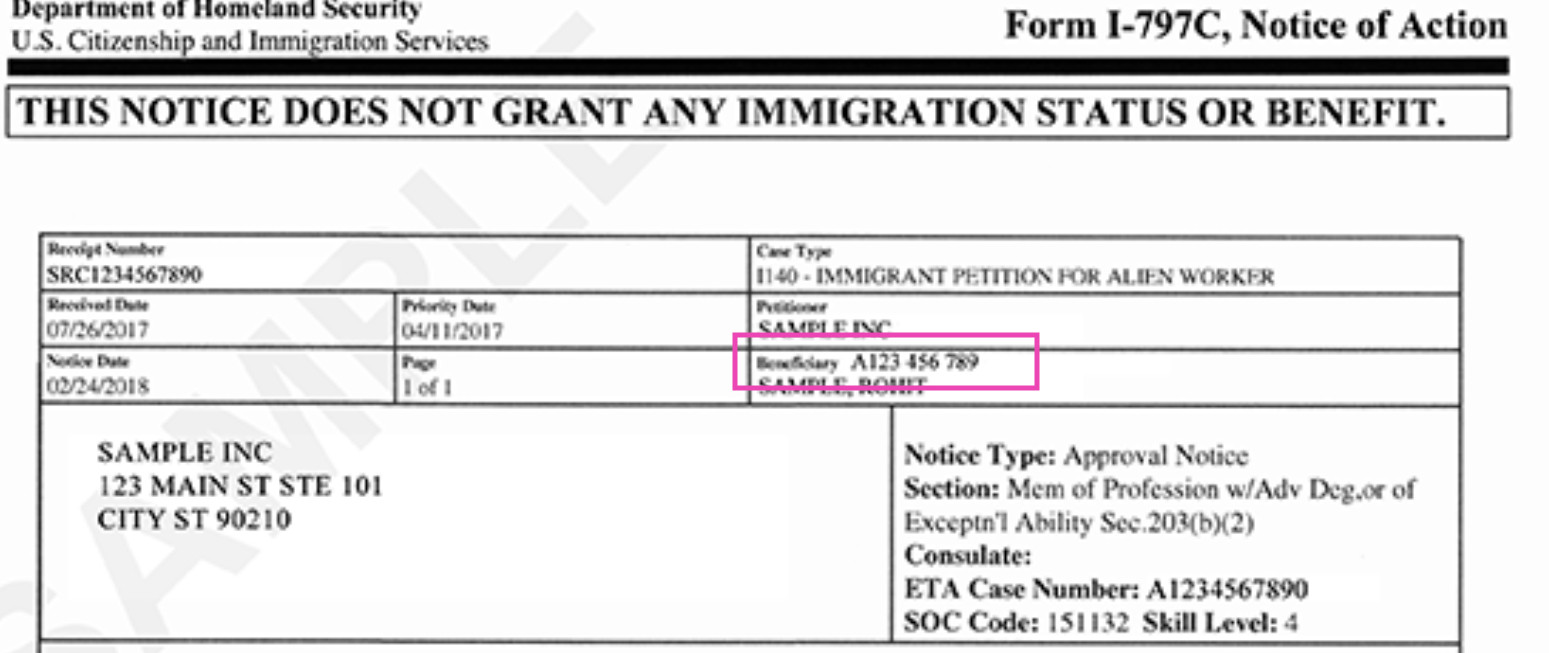 Department of Homeland Security
U.S. Citizenship and Immigration Services
Form I-797C, Notice of Action
THIS NOTICE DOES NOT GRANT ANY IMMIGRATION STATUS OR BENEFIT.
Receipt Number
SRC1234567890
Case Type
I140 - IMMIGRANT PETITION FOR ALIEN WORKER
Received Date
07/26/2017
Priority Date
04/11/2017
Petitioner
SAMPLE INC
Notice Date
02/24/2018
Page
1 of 1
Beneficiary A123 456 789
SAMPLE, ROHIT
SAMPLE INC
123 MAIN ST STE 101
CITY ST 90210
Notice Type: Approval Notice
Section: Mem of Profession w/Adv Deg,or of
Exceptn'l Ability Sec.203(b)(2)
Consulate:
ETA Case Number: A1234567890
SOC Code: 151132 Skill Level: 4
SAMPLE